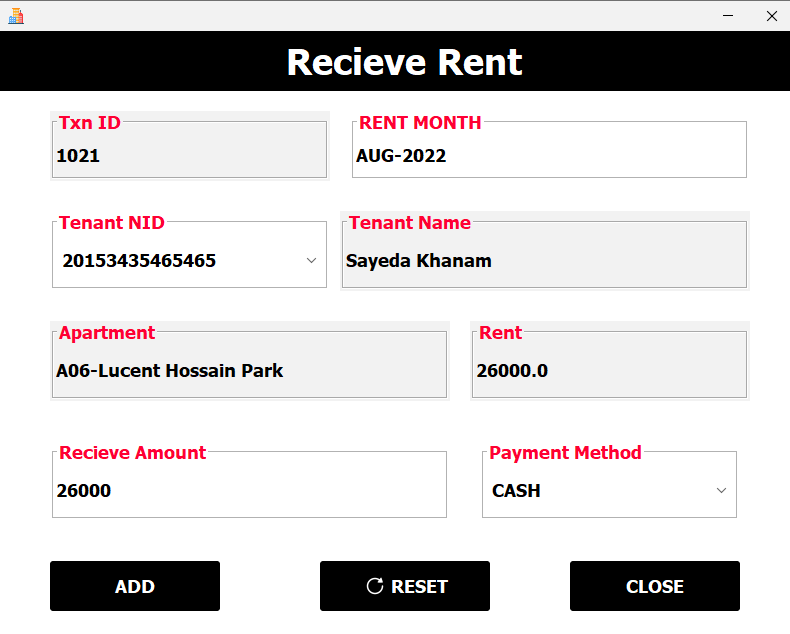 Recieve Rent
Txn ID
1021
RENT MONTH
AUG-2022
Tenant NID
20153435465465
Tenant Name
Sayeda Khanam
Apartment
A06-Lucent Hossain Park
Rent
26000.0
Recieve Amount
26000
Payment Method
CASH
ADD
RESET
CLOSE